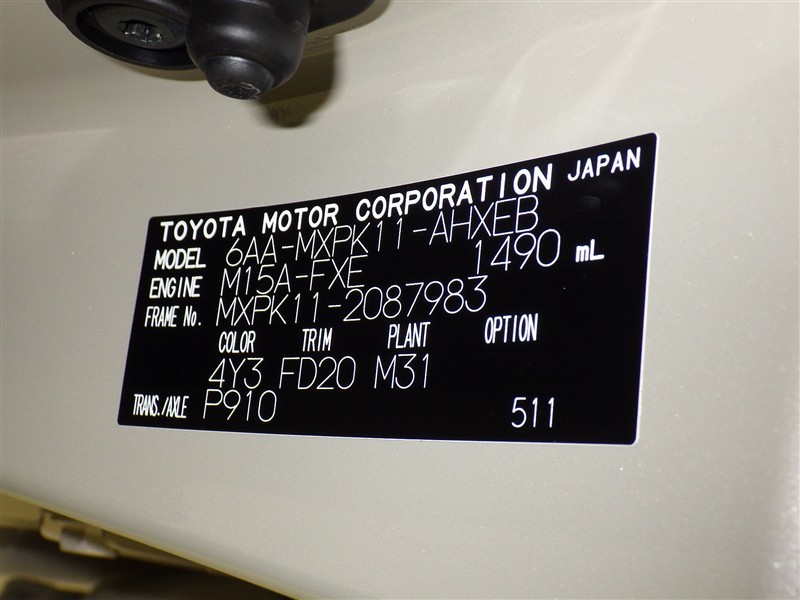 TOYOTA MOTOR CORPORATION JAPAN
MODEL 6AA-MXPK11-AHXEB
ENGINE M15A-FXE 1490 mL
FRAME No. MXPK11-2087983
COLOR TRIM PLANT OPTION
4Y3 FD20 M31
TRANS./AXLE P910 511